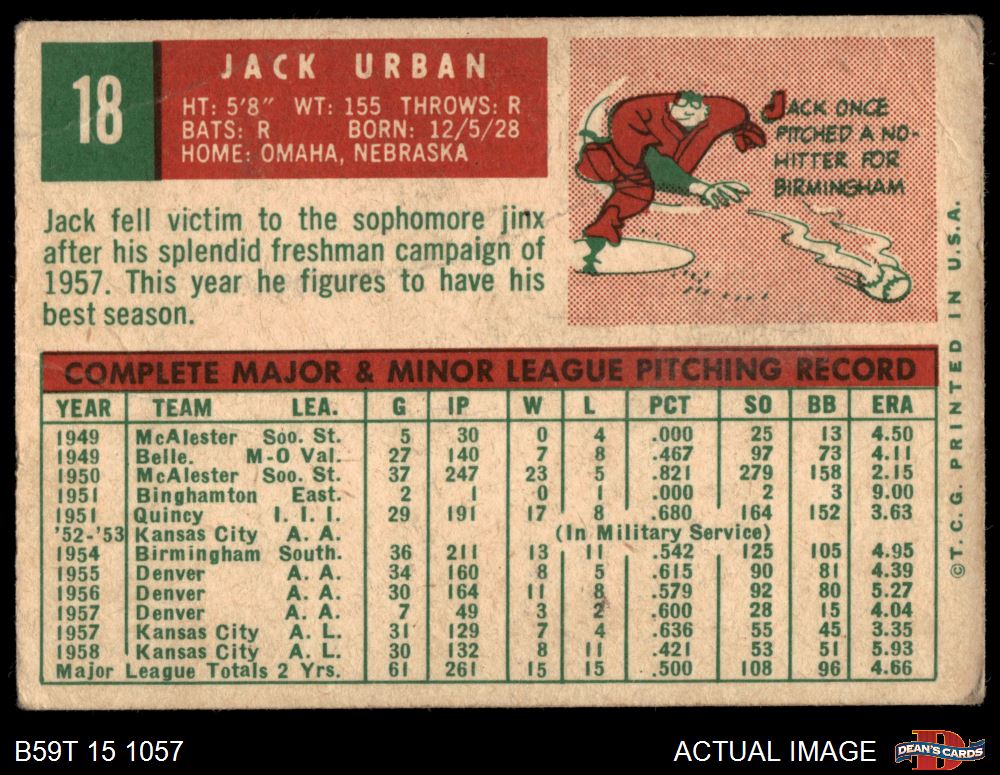 18
JACK URBAN
HT: 5'8" WT: 155 THROWS: R
BATS: R BORN: 12/5/28
HOME: OMAHA, NEBRASKA
JACK ONCE
PITCHED A NO-
HITTER FOR
BIRMINGHAM
Jack fell victim to the sophomore jinx
after his splendid freshman campaign of
1957. This year he figures to have his
best season.
COMPLETE MAJOR & MINOR LEAGUE PITCHING RECORD
YEAR TEAM LEA. G IP W L PCT SO BB ERA
1949 McAlester Soo. St. 5 30 0 4 .000 25 13 4.50
1949 Belle. M-O Val. 27 140 7 8 .467 97 73 4.11
1950 McAlester Soo. St. 37 247 23 5 .821 279 158 2.15
1951 Binghamton East. 2 1 0 1 .000 2 3 9.00
1951 Quincy I. I. I. 29 191 17 8 .680 164 152 3.63
'52-'53 Kansas City A. A. (In Military Service)
1954 Birmingham South. 36 211 13 11 .542 125 105 4.95
1955 Denver A. A. 34 160 8 5 .615 90 81 4.39
1956 Denver A. A. 30 164 11 8 .579 92 80 5.27
1957 Denver A. A. 7 49 3 2 .600 28 15 4.04
1957 Kansas City A. L. 31 129 7 4 .636 55 45 3.35
1958 Kansas City A. L. 30 132 8 11 .421 53 51 5.93
Major League Totals 2 Yrs. 61 261 15 15 .500 108 96 4.66
©T. C. G. PRINTED IN U.S.A.
B59T 15 1057
ACTUAL IMAGE
DEAN'S CARDS